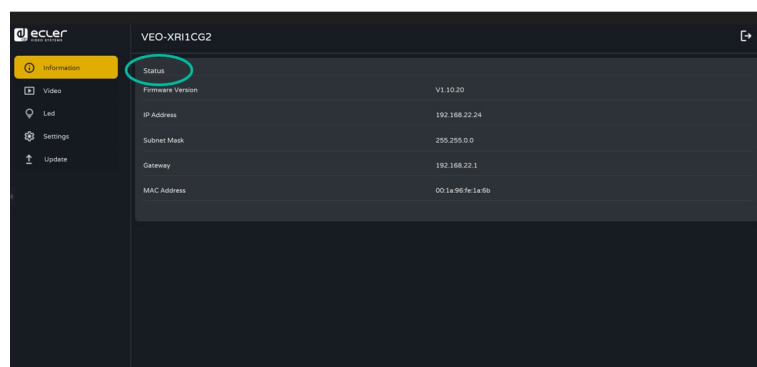 ecler
VIDEO SYSTEMS
VEO-XRI1CG2
Information
Video
Led
Settings
Update
Status
Firmware Version V1.10.20
IP Address 192.168.22.24
Subnet Mask 255.255.0.0
Gateway 192.168.22.1
MAC Address 00:1a:96:fe:1a:6b